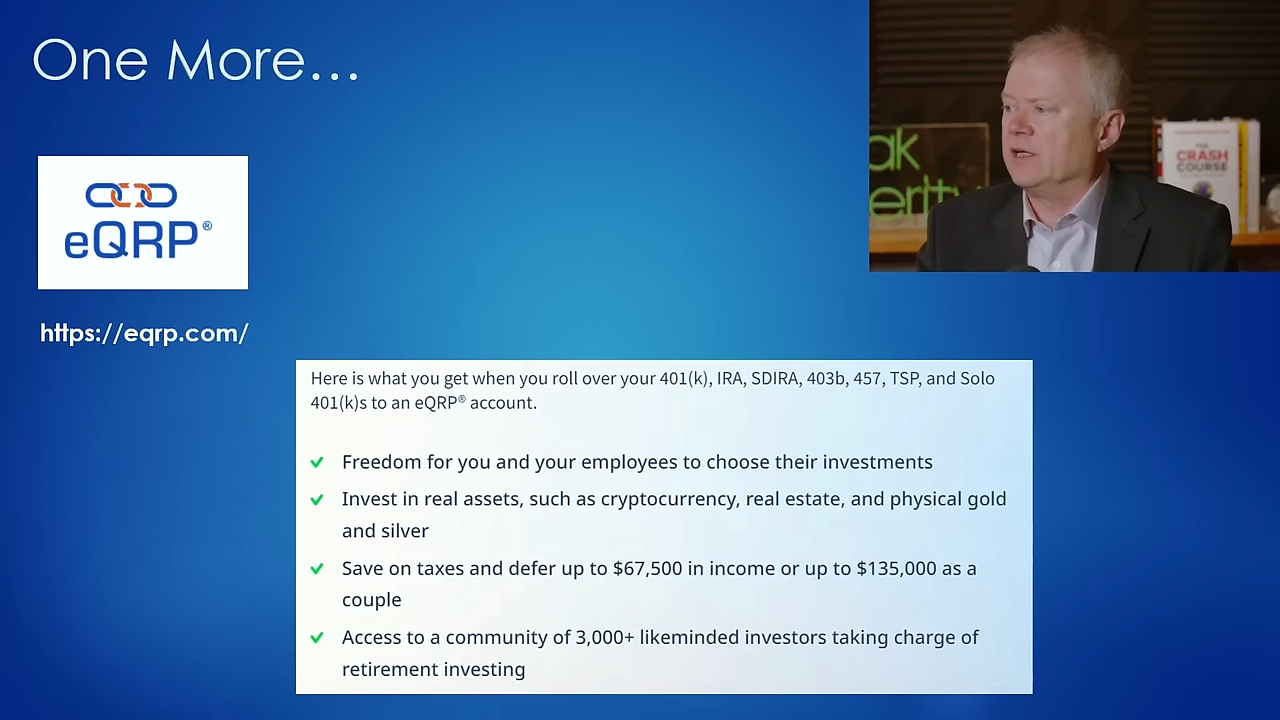 One More...
ak
erity
THE
CRASH
COURSE
eQRP®
https://eqrp.com/
Here is what you get when you roll over your 401(k), IRA, SDIRA, 403b, 457, TSP, and Solo
401(k)s to an eQRP® account.
Freedom for you and your employees to choose their investments
Invest in real assets, such as cryptocurrency, real estate, and physical gold
and silver
Save on taxes and defer up to $67,500 in income or up to $135,000 as a
couple
Access to a community of 3,000+ likeminded investors taking charge of
retirement investing